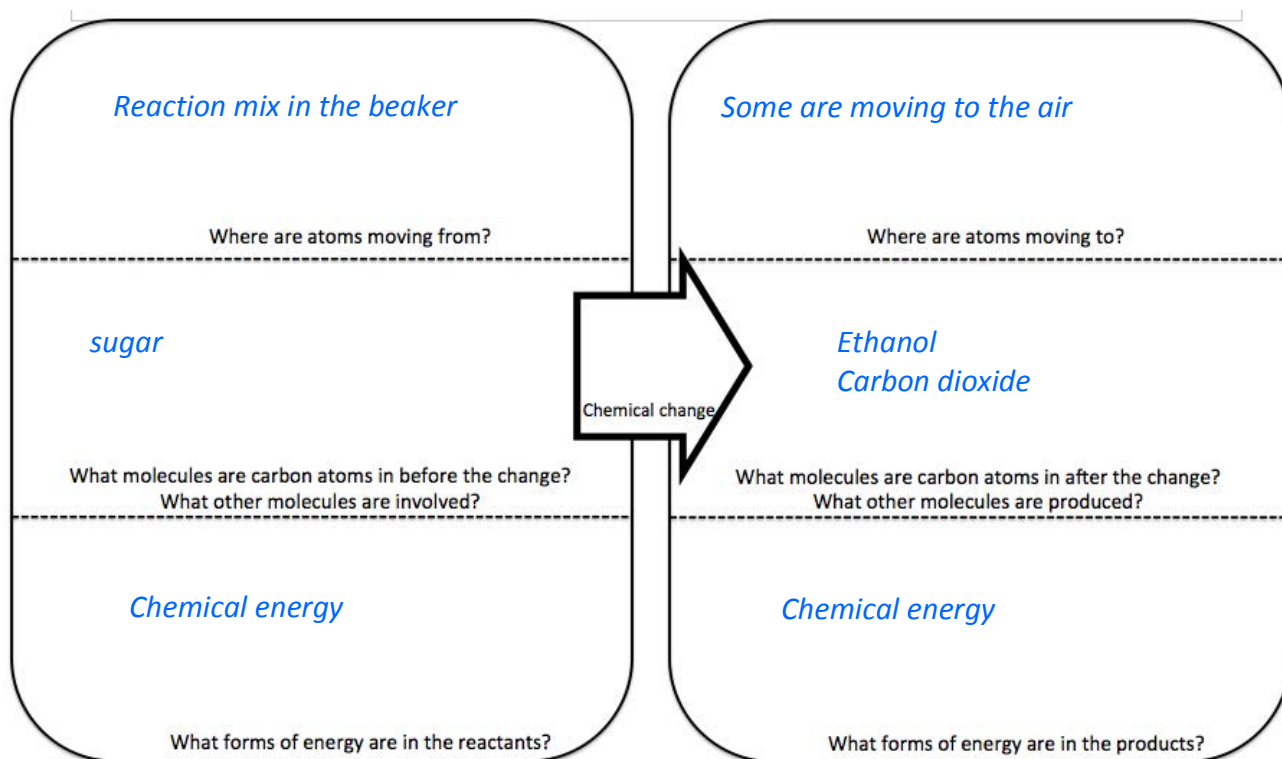 Reaction mix in the beaker
Where are atoms moving from?
sugar
What molecules are carbon atoms in before the change?
What other molecules are involved?
Chemical energy
What forms of energy are in the reactants?
Chemical change
Some are moving to the air
Where are atoms moving to?
Ethanol
Carbon dioxide
What molecules are carbon atoms in after the change?
What other molecules are produced?
Chemical energy
What forms of energy are in the products?